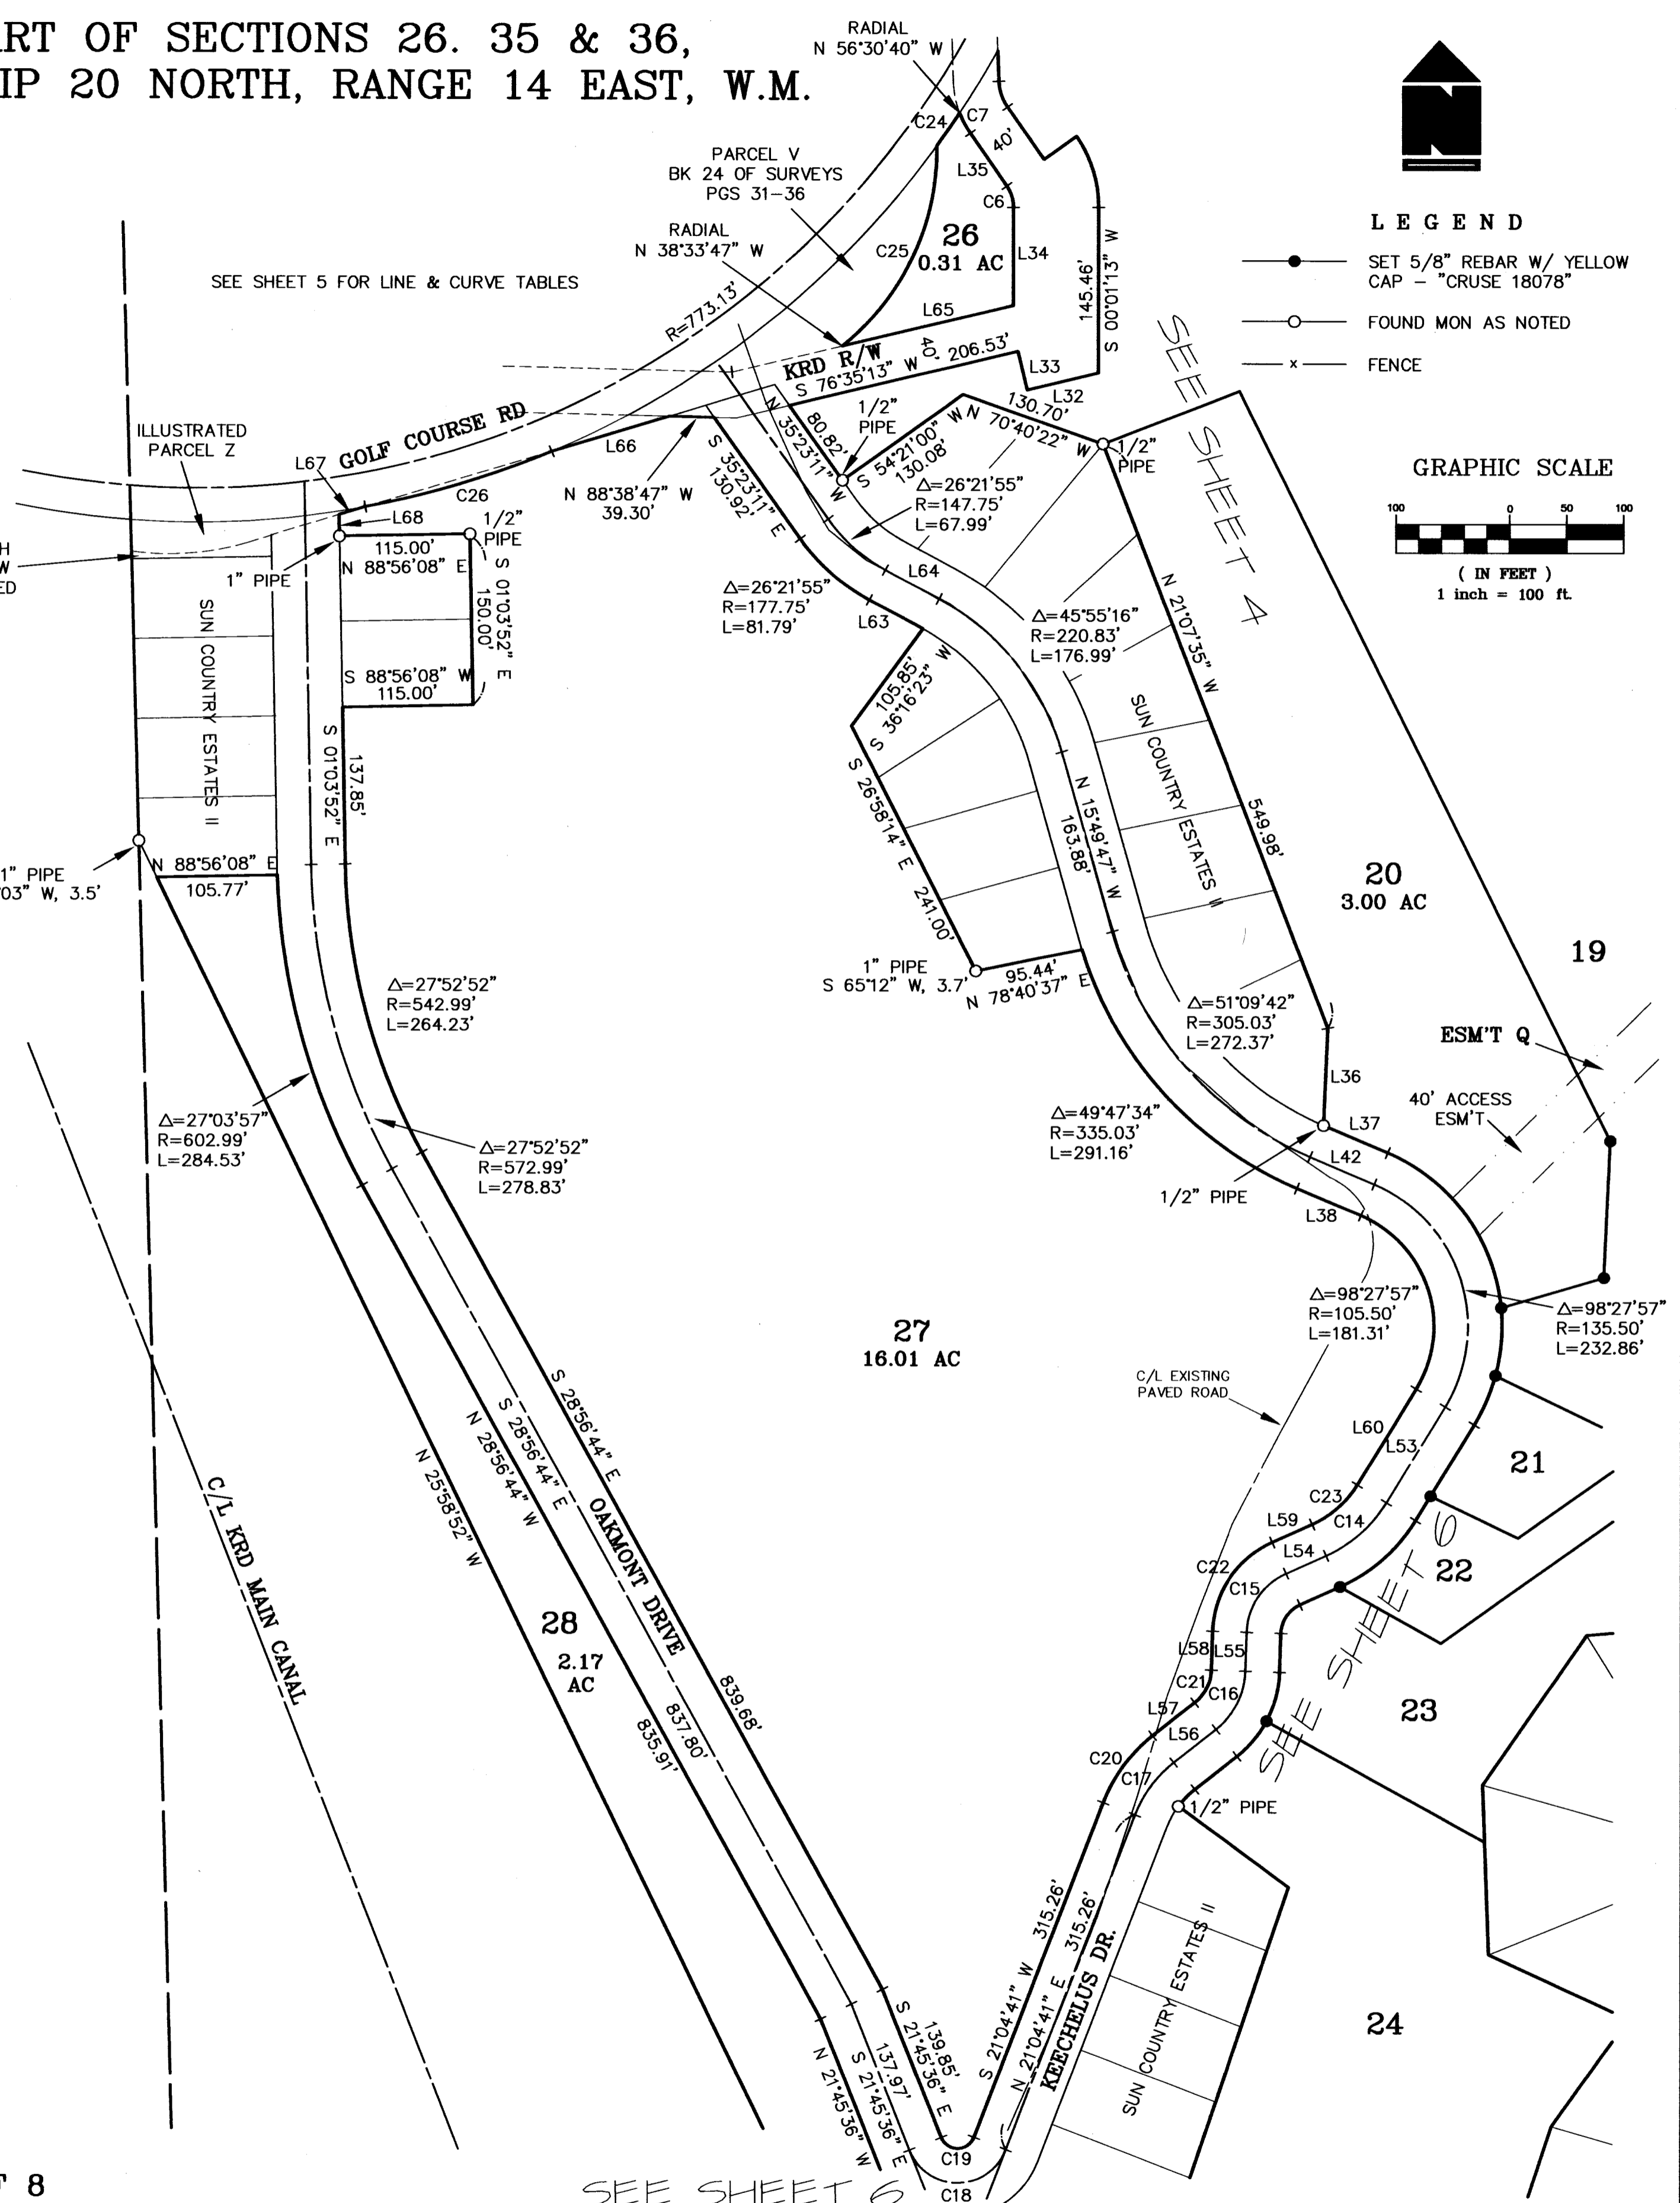 RT OF SECTIONS 26. 35 & 36,
IP 20 NORTH, RANGE 14 EAST, W.M.
RADIAL
N 56°30'40" W
C24
C7
40'
PARCEL V
BK 24 OF SURVEYS
PGS 31-36
L35
C6
RADIAL
N 38°33'47" W
C25
26
0.31 AC
L34
L E G E N D
SET 5/8" REBAR W/ YELLOW
CAP - "CRUSE 18078"
FOUND MON AS NOTED
x
FENCE
SEE SHEET 5 FOR LINE & CURVE TABLES
R=773.13'
L65
145.46'
S 00°01'13" W
KRD R/W
40'
S 76°35'13" W
206.53'
L33
L32
SEE SHEET 4
ILLUSTRATED
PARCEL Z
L67
GOLF COURSE RD
L66
N 35°23'11" W
80.82'
1/2"
PIPE
S 54°21'00" W
130.08'
N 70°40'22" W
130.70'
1/2"
PIPE
GRAPHIC SCALE
100
0
50
100
( IN FEET )
1 inch = 100 ft.
C26
N 88°38'47" W
39.30'
S 35°23'11" E
130.92'
Δ=26°21'55"
R=147.75'
L=67.99'
L68
1/2"
PIPE
115.00'
N 88°56'08" E
1" PIPE
H
W
ED
S 01°03'52" E
150.00'
S 88°56'08" W
115.00'
SUN COUNTRY ESTATES II
Δ=26°21'55"
R=177.75'
L=81.79'
L64
L63
Δ=45°55'16"
R=220.83'
L=176.99'
N 21°07'35" W
549.98'
105.85'
S 36°16'23" W
S 01°03'52" E
137.85'
SUN COUNTRY ESTATES II
N 15°49'47" W
163.88'
S 26°58'14" E
241.00'
20
3.00 AC
1" PIPE
03" W, 3.5'
N 88°56'08" E
105.77'
19
1" PIPE
S 65°12" W, 3.7'
95.44'
N 78°40'37" E
Δ=27°52'52"
R=542.99'
L=264.23'
Δ=51°09'42"
R=305.03'
L=272.37'
ESM'T Q
L36
40' ACCESS
ESM'T
Δ=27°03'57"
R=602.99'
L=284.53'
Δ=27°52'52"
R=572.99'
L=278.83'
Δ=49°47'34"
R=335.03'
L=291.16'
L37
L42
1/2" PIPE
L38
Δ=98°27'57"
R=105.50'
L=181.31'
Δ=98°27'57"
R=135.50'
L=232.86'
27
16.01 AC
C/L EXISTING
PAVED ROAD
L60
L53
21
C23
C14
L59
L54
SEE SHEET 6
22
C22
C15
S 28°56'44" E
S 28°56'44" E
N 28°56'44" W
N 25°58'52" W
C/L KRD MAIN CANAL
OAKMONT DRIVE
28
2.17
AC
L58
L55
C21
C16
L57
L56
23
C20
C17
1/2" PIPE
839.68'
837.80'
835.91'
S 21°04'41" W
315.26'
N 21°04'41" E
315.26'
KEECHELUS DR.
SUN COUNTRY ESTATES II
24
S 21°45'36" E
139.85'
S 21°45'36" E
137.97'
N 21°45'36" W
C19
C18
T 8
SEE SHEET 6